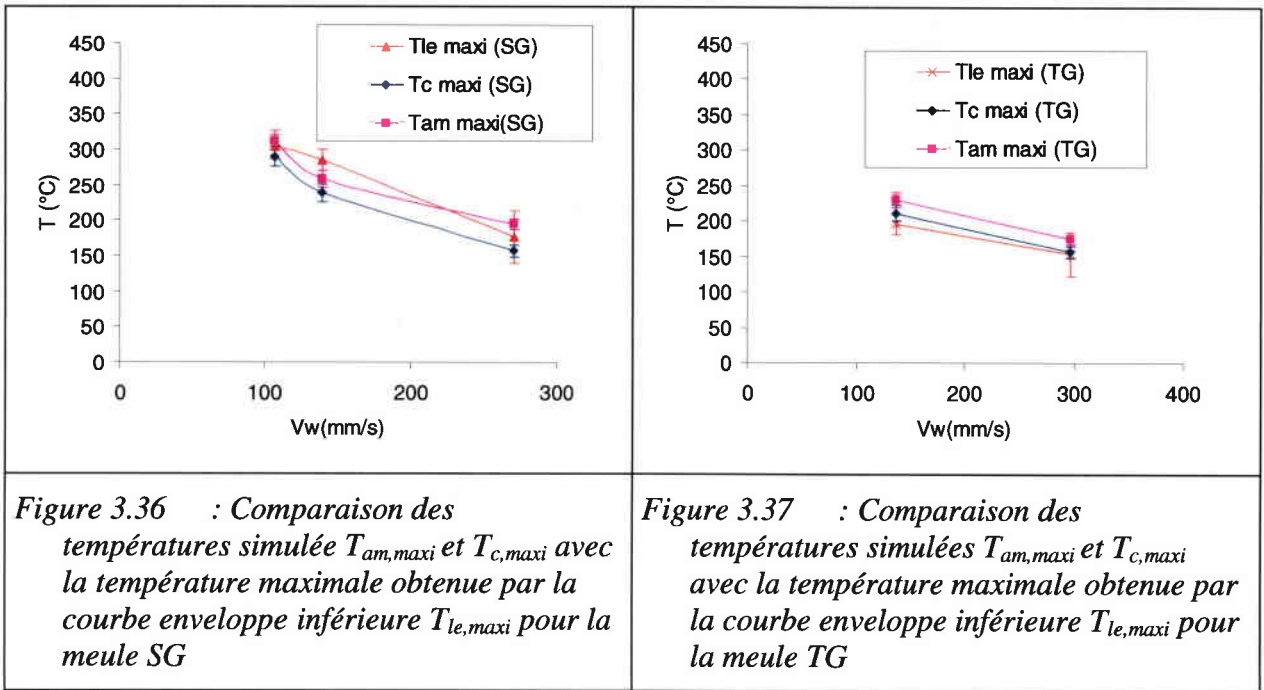 450
400
350
300
250
200
150
100
50
0
T (°C)
Tle maxi (SG)
Tc maxi (SG)
Tam maxi(SG)
0
100
200
300
Vw(mm/s)
450
400
350
300
250
200
150
100
50
0
T (°C)
Tle maxi (TG)
Tc maxi (TG)
Tam maxi (TG)
0
100
200
300
400
Vw(mm/s)
Figure 3.36 : Comparaison des
températures simulée Tam,maxi et Tc,maxi avec
la température maximale obtenue par la
courbe enveloppe inférieure Tle,maxi pour la
meule SG
Figure 3.37 : Comparaison des
températures simulées Tam,maxi et Tc,maxi
avec la température maximale obtenue par
la courbe enveloppe inférieure Tle,maxi pour
la meule TG